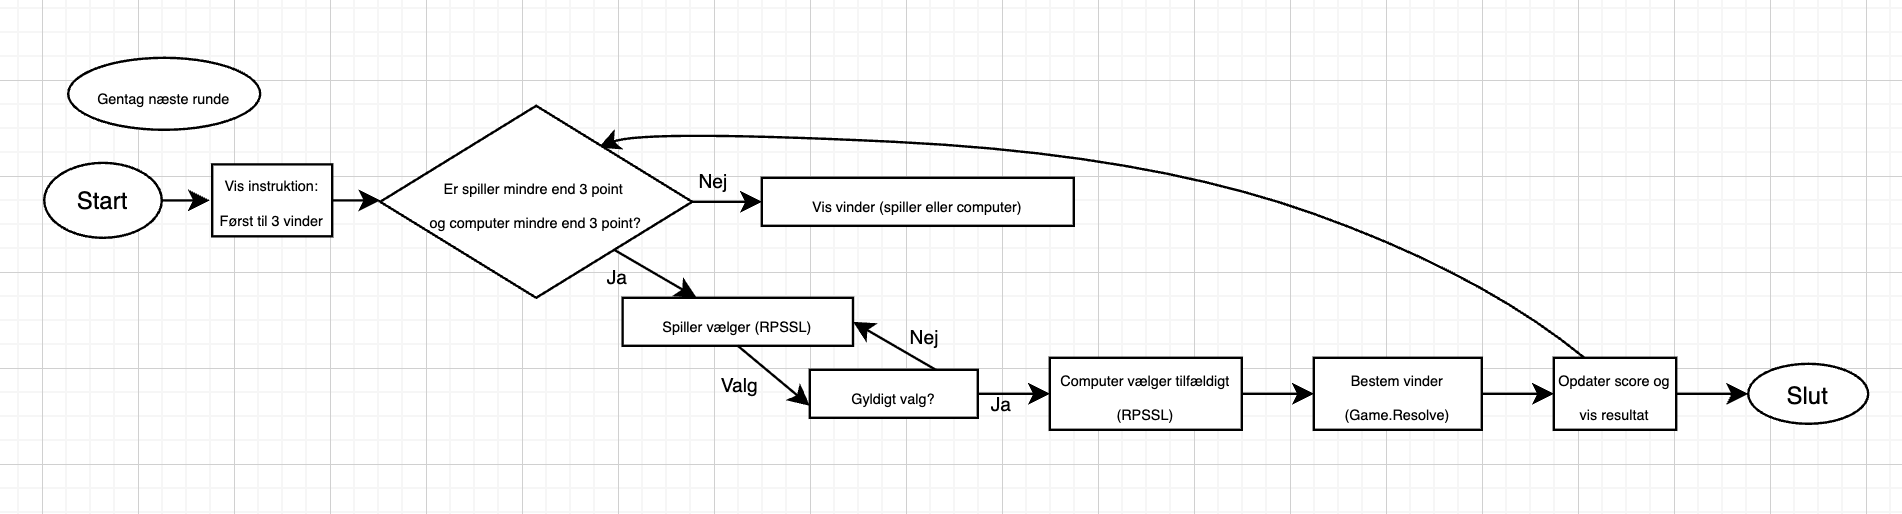 Gentag næste runde
Start
Vis instruktion:
Først til 3 vinder
Er spiller mindre end 3 point
og computer mindre end 3 point?
Nej
Vis vinder (spiller eller computer)
Ja
Spiller vælger (RPSSL)
Nej
Valg
Gyldigt valg?
Ja
Computer vælger tilfældigt
(RPSSL)
Bestem vinder
(Game.Resolve)
Opdater score og
vis resultat
Slut